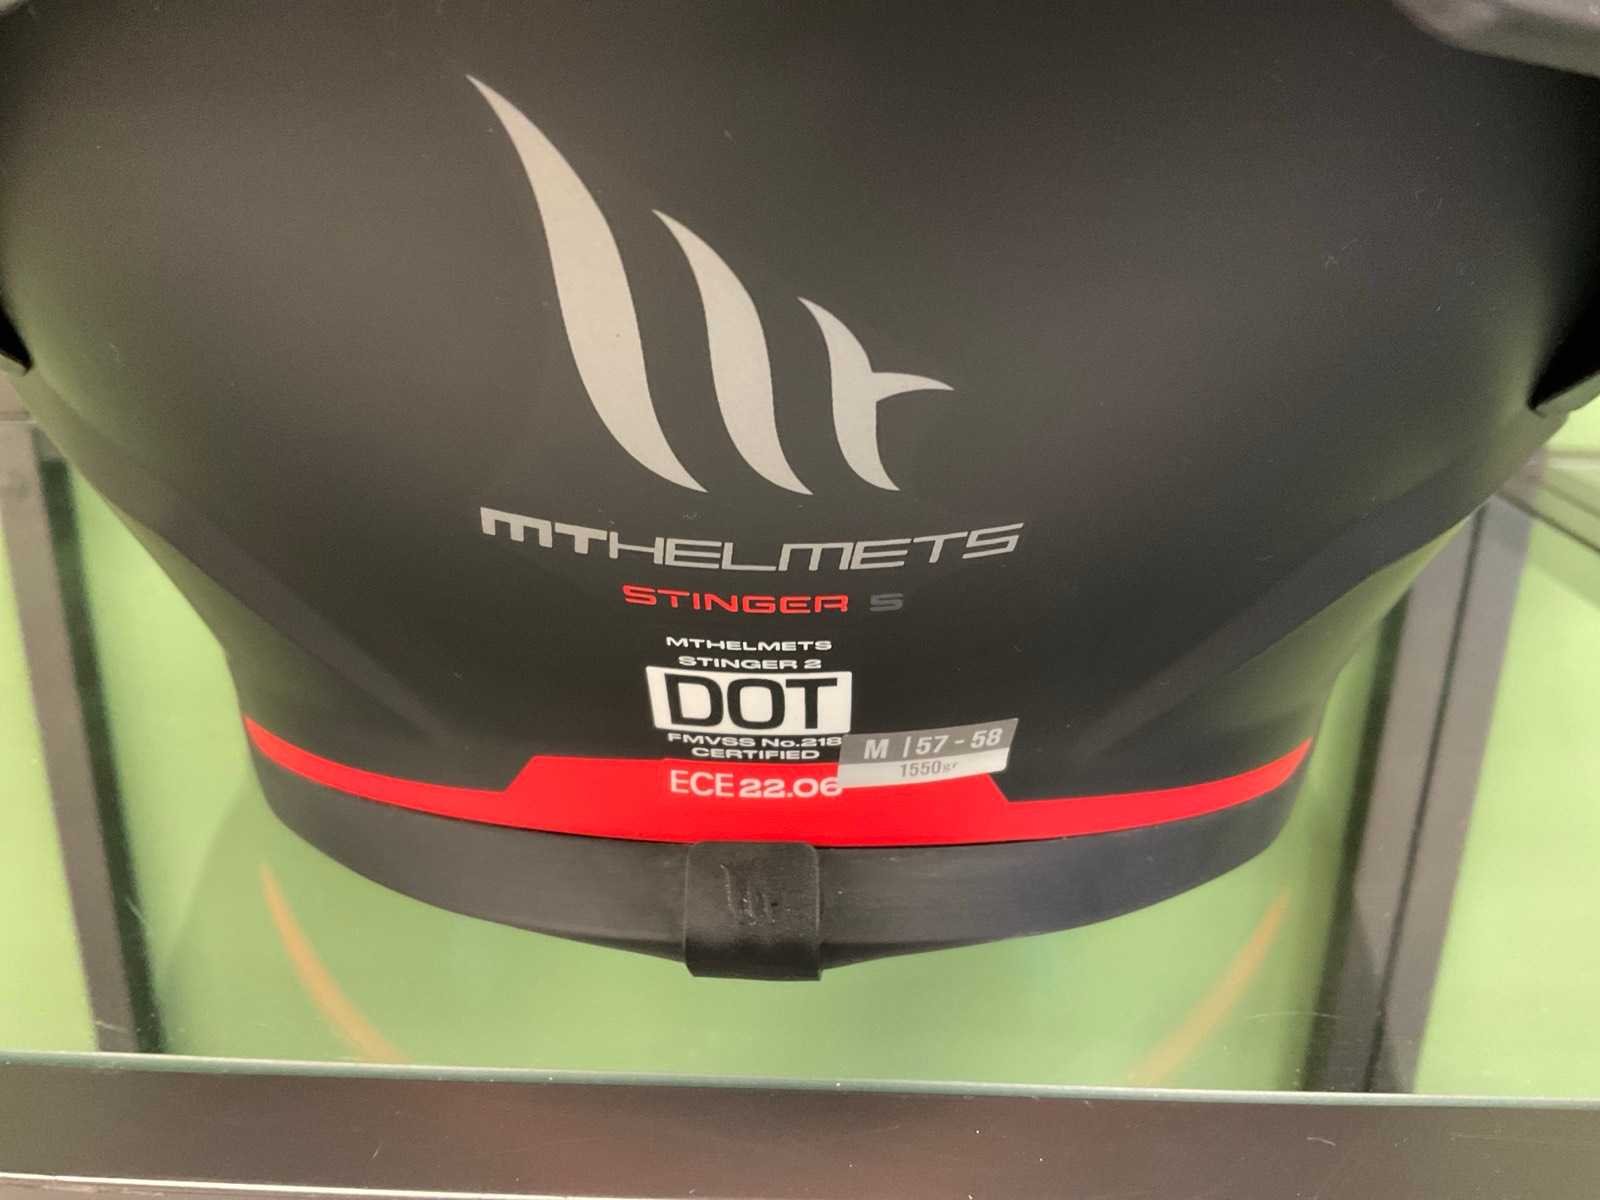 MTHELMETS
STINGER S
MTHELMETS
STINGER 2
DOT
FMVSS No.218
CERTIFIED
M | 57 - 58
1550gr
ECE 22.06